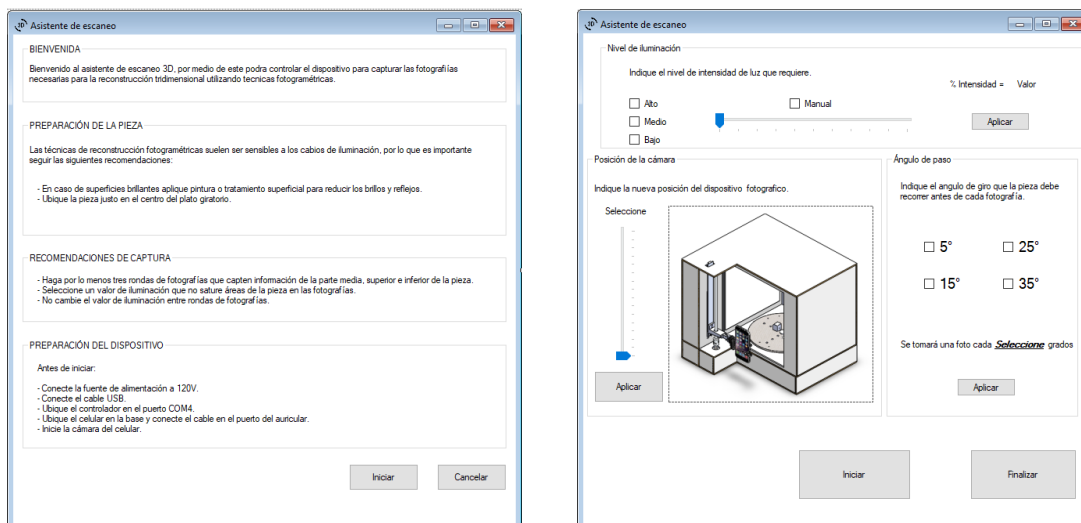 Asistente de escaneo
BIENVENIDA
Bienvenido al asistente de escaneo 3D, por medio de este podra controlar el dispositivo para capturar las fotografíias
necesarias para la reconstrucción tridimensional utilizando tecnicas fotogramétricas.
PREPARACIÓN DE LA PIEZA
Las técnicas de reconstrucción fotogramétricas suelen ser sensibles a los cabios de iluminación, por lo que es importante
seguir las siguientes recomendaciones:
- En caso de superficies brillantes aplique pintura o tratamiento superficial para reducir los brillos y reflejos.
- Ubique la pieza justo en el centro del plato giratorio.
RECOMENDACIONES DE CAPTURA
- Haga por lo menos tres rondas de fotografías que capten información de la parte media, superior e inferior de la pieza.
- Seleccione un valor de iluminación que no sature áreas de la pieza en las fotografías.
- No cambie el valor de iluminación entre rondas de fotografías.
PREPARACIÓN DEL DISPOSITIVO
Antes de iniciar:
- Conecte la fuente de alimentación a 120V.
- Conecte el cable USB.
- Ubique el controlador en el puerto COM4.
- Ubique el celular en la base y conecte el cable en el puerto del auricular.
- Inicie la cámara del celular.
Iniciar Cancelar
Asistente de escaneo
Nivel de iluminación
Indique el nivel de intensidad de luz que requiere.
% Intensidad = Valor
Alto Manual
Medio
Bajo
Aplicar
Posición de la cámara
Indique la nueva posición del dispositivo fotografico.
Seleccione
Aplicar
Ángulo de paso
Indique el angulo de giro que la pieza debe
recorrer antes de cada fotografía.
5° 25°
15° 35°
Se tomará una foto cada Seleccione grados
Aplicar
Iniciar Finalizar